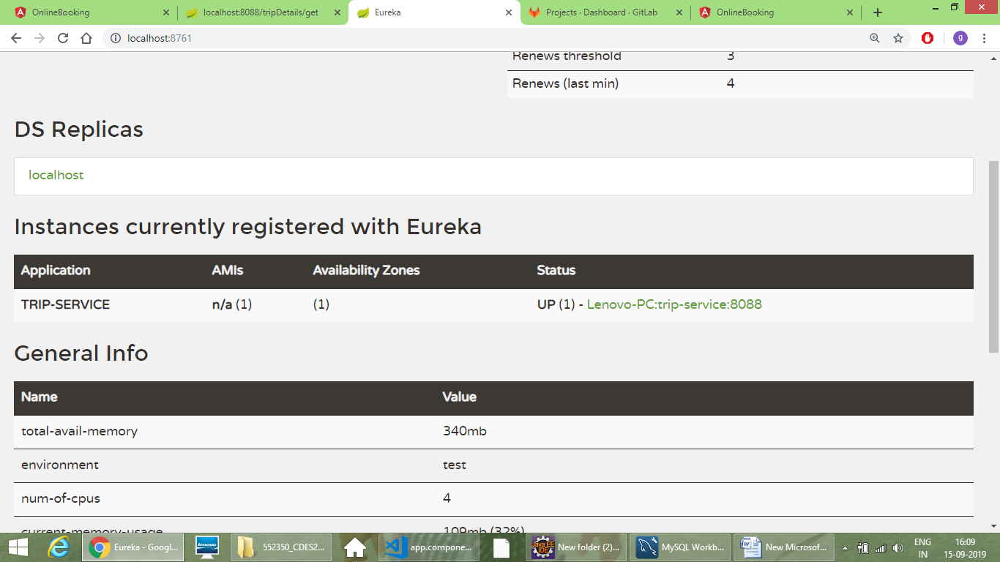 OnlineBooking
localhost:8088/tripDetails/get
Eureka
Projects · Dashboard · GitLab
OnlineBooking
localhost:8761
g
Renews threshold 3
Renews (last min) 4
DS Replicas
localhost
Instances currently registered with Eureka
Application AMIs Availability Zones Status
TRIP-SERVICE n/a (1) (1) UP (1) - Lenovo-PC:trip-service:8088
General Info
Name Value
total-avail-memory 340mb
environment test
num-of-cpus 4
current-memory-usage 109mb (32%)
Eureka - Googl...
lenovo
552350_CDES2...
app.compone...
Java EE
IDE
New folder (2)...
MySQL Workb...
New Microsof...
ENG
IN
16:09
15-09-2019